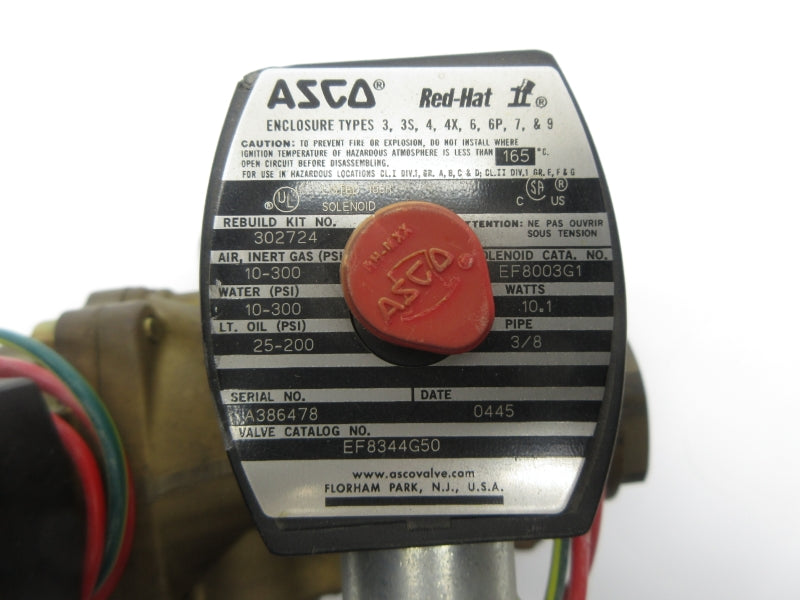 ASCO® Red-Hat II®
ENCLOSURE TYPES 3, 3S, 4, 4X, 6, 6P, 7, & 9
CAUTION: TO PREVENT FIRE OR EXPLOSION, DO NOT INSTALL WHERE
IGNITION TEMPERATURE OF HAZARDOUS ATMOSPHERE IS LESS THAN 165 °C.
OPEN CIRCUIT BEFORE DISASSEMBLING.
FOR USE IN HAZARDOUS LOCATIONS CL.I DIV.1, GR. A, B, C & D; CL.II DIV.1 GR. E, F & G
UL ®
SOLENOID
C SA ® US
REBUILD KIT NO.
302724
ATTENTION: NE PAS OUVRIR
SOUS TENSION
AIR, INERT GAS (PSI
SOLENOID CATA. NO.
10-300
EF8003G1
WATER (PSI)
WATTS
10-300
10.1
LT. OIL (PSI)
PIPE
25-200
3/8
ASCO
SERIAL NO.
DATE
A386478
0445
VALVE CATALOG NO.
EF8344G50
www.ascovalve.com
FLORHAM PARK, N.J., U.S.A.